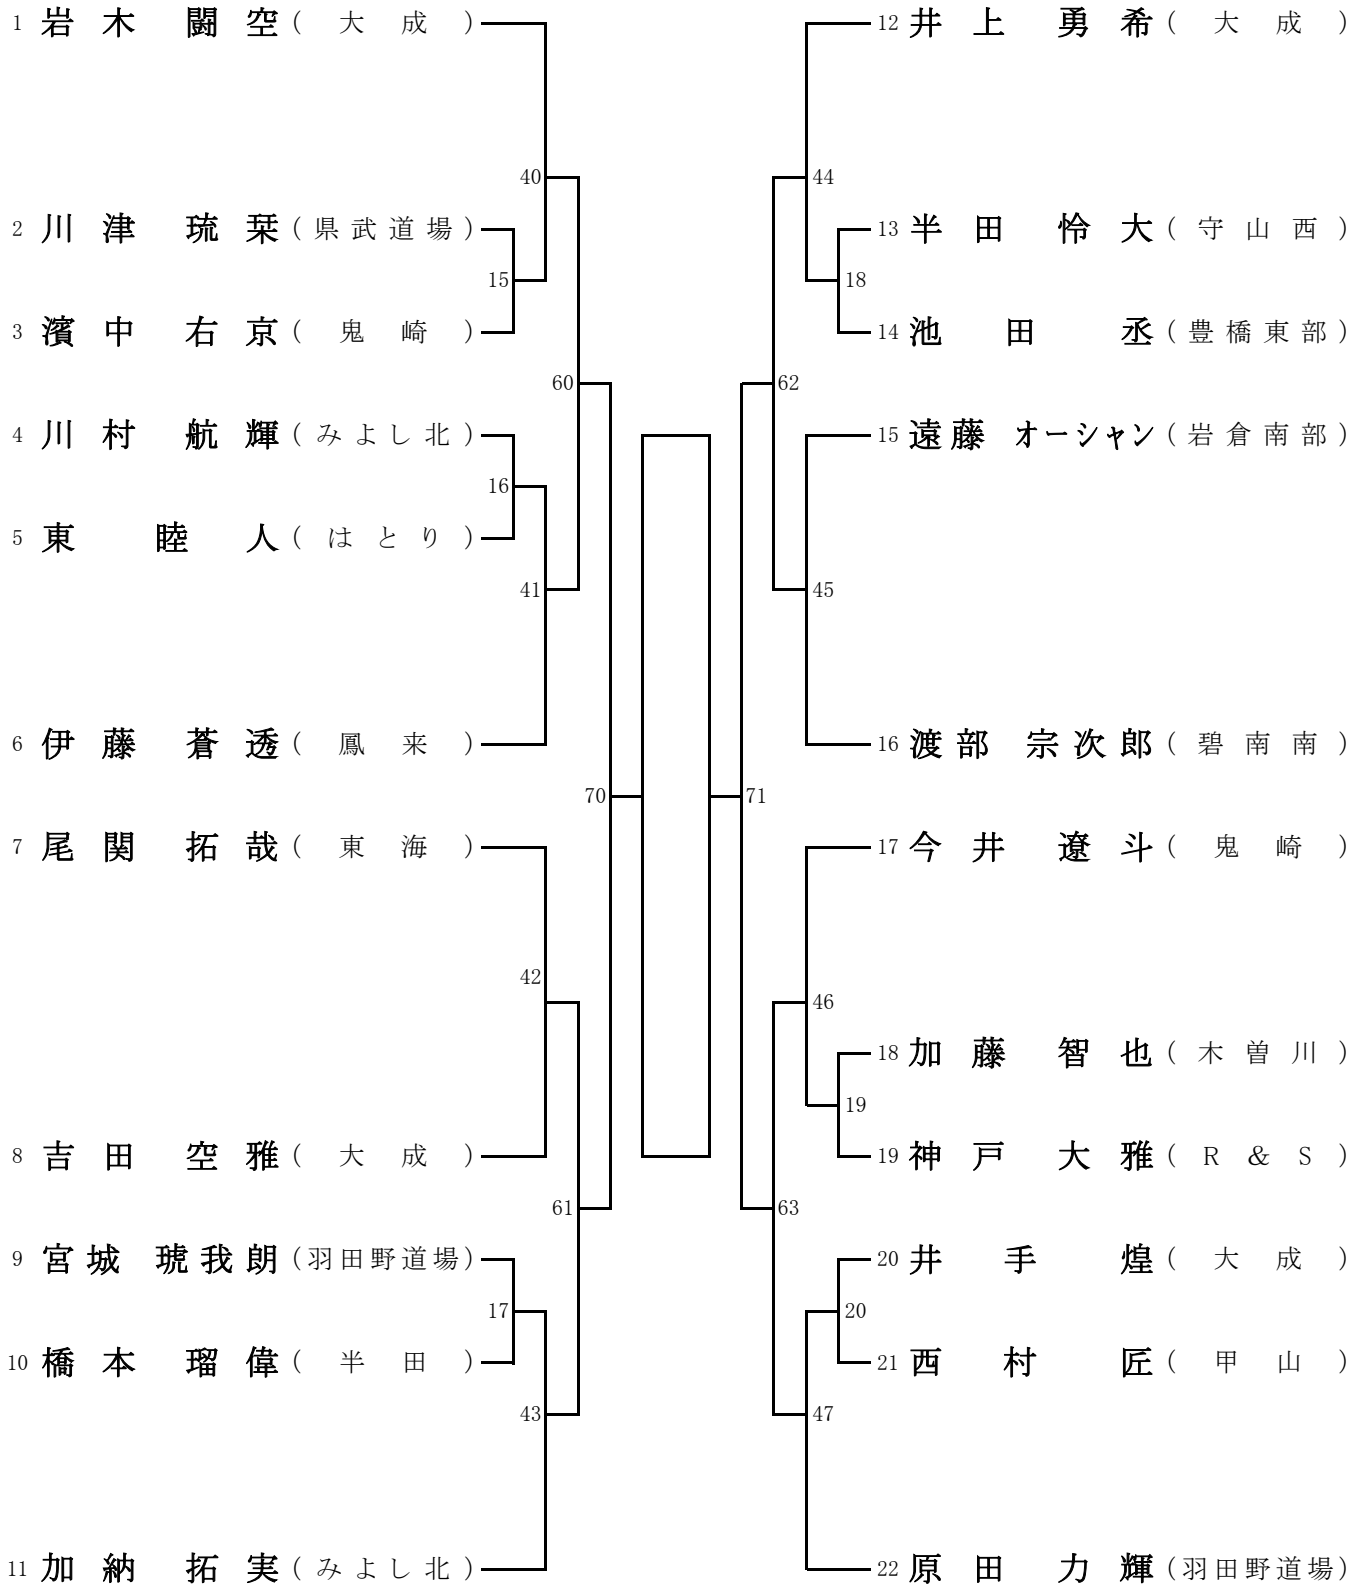 1 岩木 闘空 (大成)
2 川津 琉栞 (県武道場)
3 濱中 右京 (鬼崎)
4 川村 航輝 (みよし北)
5 東 睦人 (はとり)
6 伊藤 蒼透 (鳳来)
7 尾関 拓哉 (東海)
8 吉田 空雅 (大成)
9 宮城 琥我朗 (羽田野道場)
10 橋本 瑠偉 (半田)
11 加納 拓実 (みよし北)
40
15
60
16
41
70
42
61
17
43
12 井上 勇希 (大成)
13 半田 怜大 (守山西)
14 池田 丞 (豊橋東部)
15 遠藤 オーシャン (岩倉南部)
16 渡部 宗次郎 (碧南南)
17 今井 遼斗 (鬼崎)
18 加藤 智也 (木曽川)
19 神戸 大雅 (R&S)
20 井手 煌 (大成)
21 西村 匠 (甲山)
22 原田 力輝 (羽田野道場)
44
18
62
45
71
46
19
63
20
47